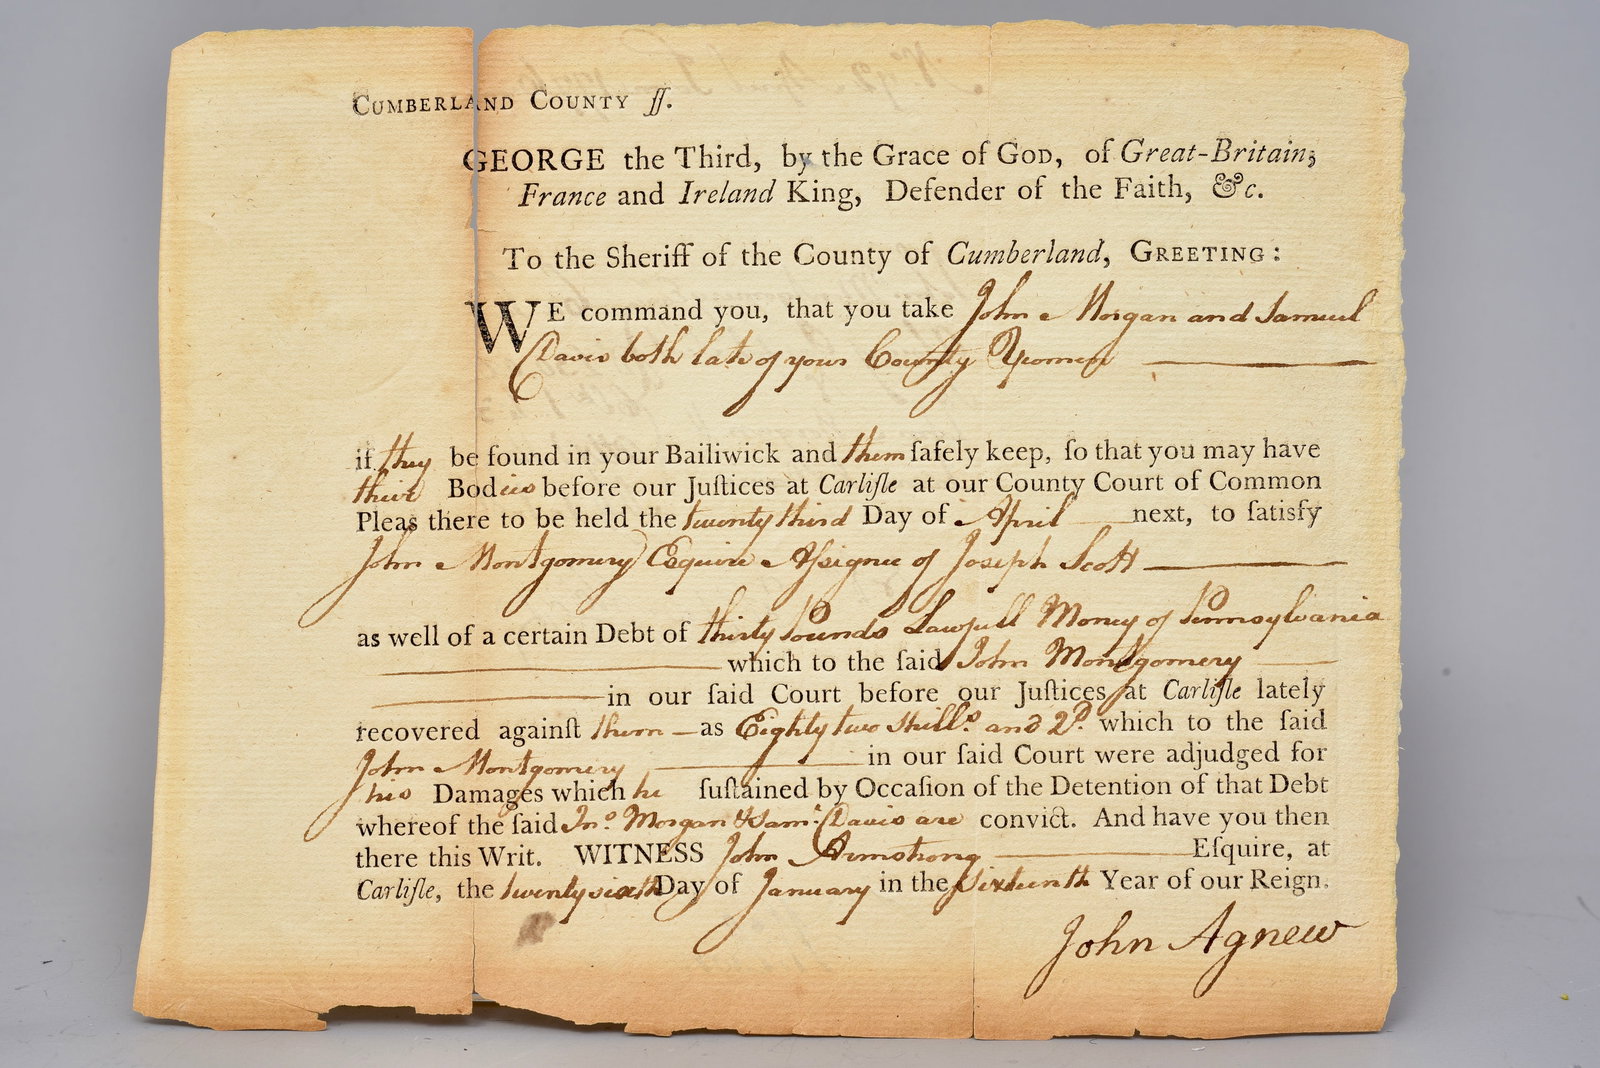 CUMBERLAND COUNTY ſſ.
GEORGE the Third, by the Grace of GOD, of Great-Britain,
France and Ireland King, Defender of the Faith, &c.
To the Sheriff of the County of Cumberland, GREETING:
WE command you, that you take John Morgan and Samuel
Davis both late of your County Yeomen
if they be found in your Bailiwick and them ſafely keep, ſo that you may have
their Bodies before our Juſtices at Carliſle at our County Court of Common
Pleas there to be held the twenty third Day of April next, to ſatisfy
John Montgomery Esquire Aſsignee of Joseph Scott
as well of a certain Debt of thirty Pounds Lawfull Money of Pennsylvania
which to the ſaid John Montgomery
in our ſaid Court before our Juſtices at Carliſle lately
recovered againſt them as Eighty two Shills. and 2d. which to the ſaid
John Montgomery in our ſaid Court were adjudged for
his Damages which he ſuſtained by Occaſion of the Detention of that Debt
whereof the ſaid Jno. Morgan & Sam: Davis are convict. And have you then
there this Writ. WITNESS John Armstrong Eſquire, at
Carliſle, the twenty sixth Day of January in the Sixteenth Year of our Reign.
John Agnew